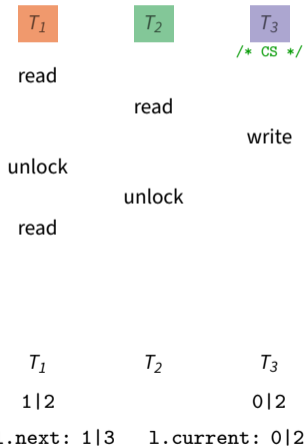 T1 T2 T3
/* CS */
read
read
write
unlock
unlock
read
T1 T2 T3
1|2 0|2
l.next: 1|3 l.current: 0|2